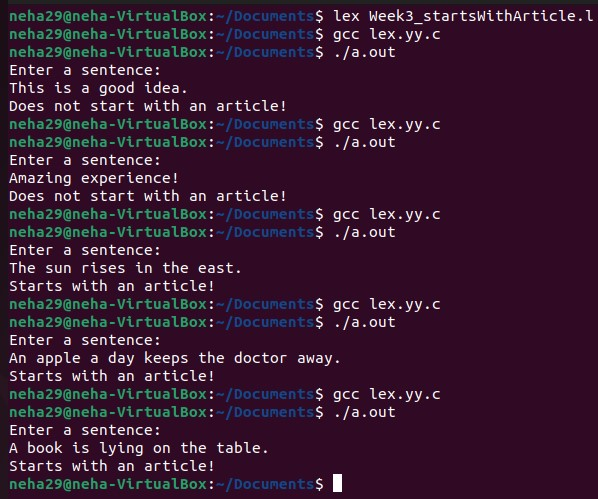 neha29@neha-VirtualBox:~/Documents$ lex Week3_startsWithArticle.l
neha29@neha-VirtualBox:~/Documents$ gcc lex.yy.c
neha29@neha-VirtualBox:~/Documents$ ./a.out
Enter a sentence:
This is a good idea.
Does not start with an article!
neha29@neha-VirtualBox:~/Documents$ gcc lex.yy.c
neha29@neha-VirtualBox:~/Documents$ ./a.out
Enter a sentence:
Amazing experience!
Does not start with an article!
neha29@neha-VirtualBox:~/Documents$ gcc lex.yy.c
neha29@neha-VirtualBox:~/Documents$ ./a.out
Enter a sentence:
The sun rises in the east.
Starts with an article!
neha29@neha-VirtualBox:~/Documents$ gcc lex.yy.c
neha29@neha-VirtualBox:~/Documents$ ./a.out
Enter a sentence:
An apple a day keeps the doctor away.
Starts with an article!
neha29@neha-VirtualBox:~/Documents$ gcc lex.yy.c
neha29@neha-VirtualBox:~/Documents$ ./a.out
Enter a sentence:
A book is lying on the table.
Starts with an article!
neha29@neha-VirtualBox:~/Documents$